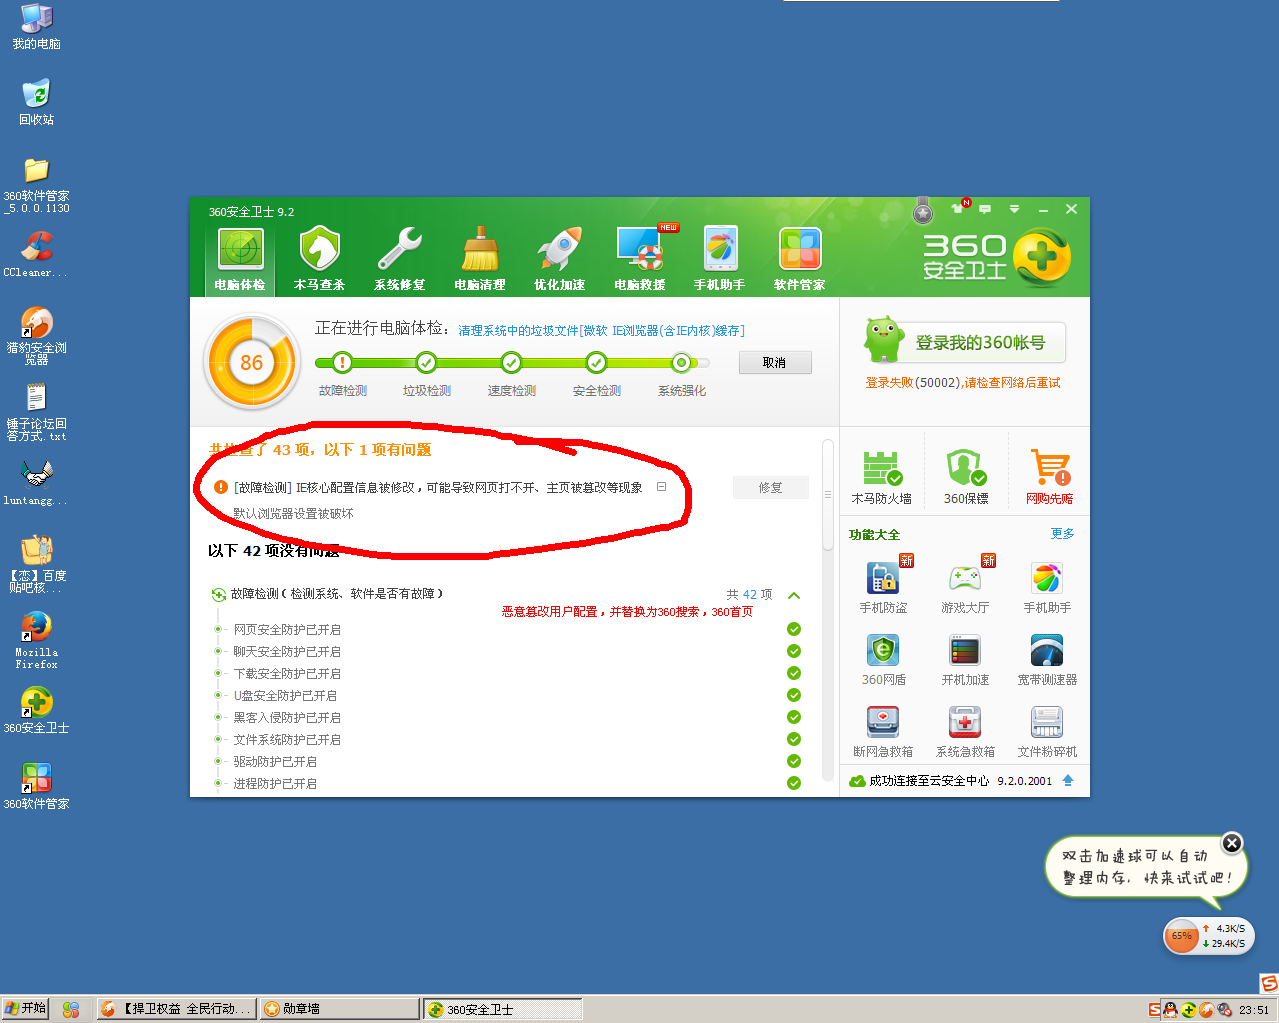 我的电脑
回收站
360软件管家
_5.0.0.1130
CCleaner...
猎豹安全浏
览器
锤子论坛回
答方式.txt
luntangg...
【恋】百度
贴吧核...
Mozilla
Firefox
360安全卫士
360软件管家
360安全卫士 9.2
N
电脑体检
木马查杀
系统修复
电脑清理
优化加速
NEW
电脑救援
手机助手
软件管家
360
安全卫士
86
正在进行电脑体检：清理系统中的垃圾文件[微软 IE浏览器(含IE内核)缓存]
取消
故障检测
垃圾检测
速度检测
安全检测
系统强化
共检查了 43 项，以下 1 项有问题
[故障检测] IE核心配置信息被修改，可能导致网页打不开、主页被篡改等现象
修复
默认浏览器设置被破坏
以下 42 项没有问题
故障检测（检测系统、软件是否有故障）
共 42 项
恶意篡改用户配置，并替换为360搜索，360首页
网页安全防护已开启
聊天安全防护已开启
下载安全防护已开启
U盘安全防护已开启
黑客入侵防护已开启
文件系统防护已开启
驱动防护已开启
进程防护已开启
登录我的360帐号
登录失败(50002),请检查网络后重试
木马防火墙
360保镖
网购先赔
功能大全
更多
新
手机防盗
新
游戏大厅
手机助手
360网盾
开机加速
宽带测速器
断网急救箱
系统急救箱
文件粉碎机
成功连接至云安全中心 9.2.0.2001
双击加速球可以自动
整理内存，快来试试吧！
65%
4.3K/S
29.4K/S
开始
【捍卫权益 全民行动...
勋章墙
360安全卫士
23:51